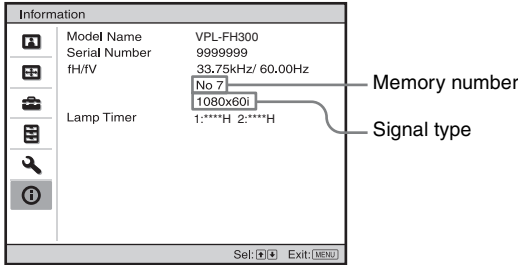 Information
Model Name VPL-FH300
Serial Number 9999999
fH/fV 33.75kHz/ 60.00Hz
No 7
1080x60i
Lamp Timer 1:****H 2:****H
Memory number
Signal type
Sel: Exit: MENU